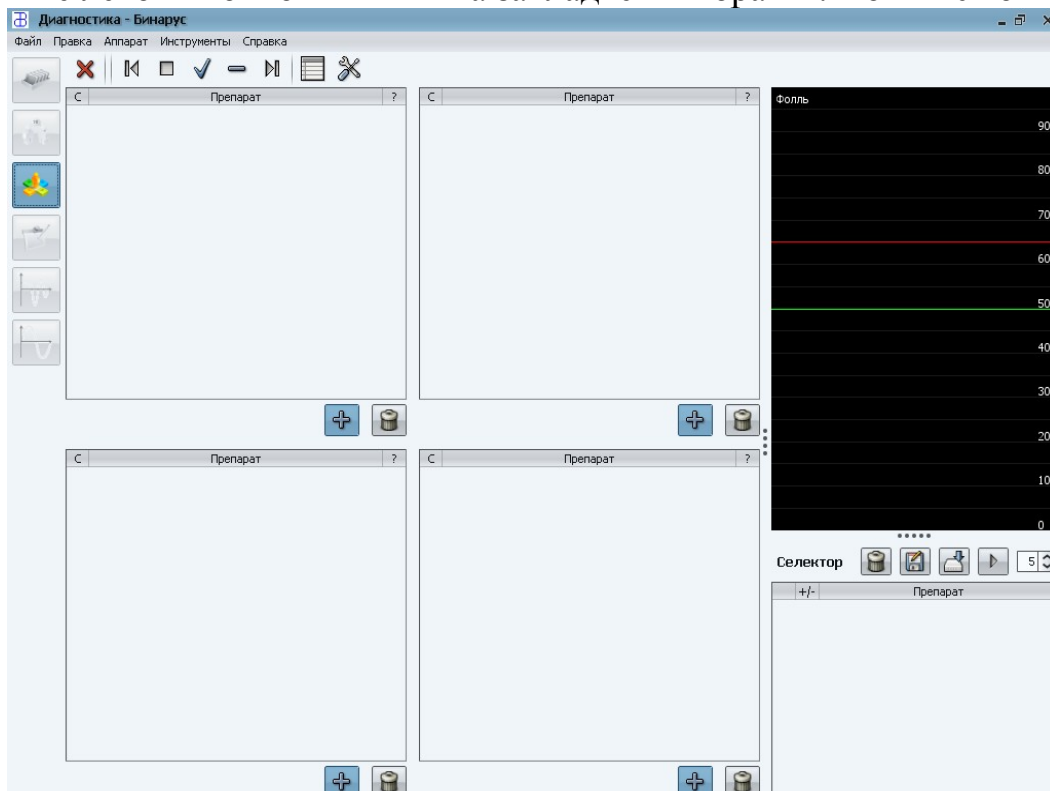 Диагностика - Бинарус
Файл Правка Аппарат Инструменты Справка
С Препарат ?
С Препарат ?
Фолль
90
80
70
60
50
40
30
20
10
0
С Препарат ?
С Препарат ?
Селектор 5
+/- Препарат